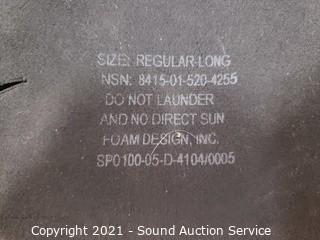 SIZE: REGULAR-LONG
NSN: 8415-01-520-4255
DO NOT LAUNDER
AND NO DIRECT SUN
FOAM DESIGN, INC.
SP0100-05-D-4104/0005
Copyright 2021 - Sound Auction Service